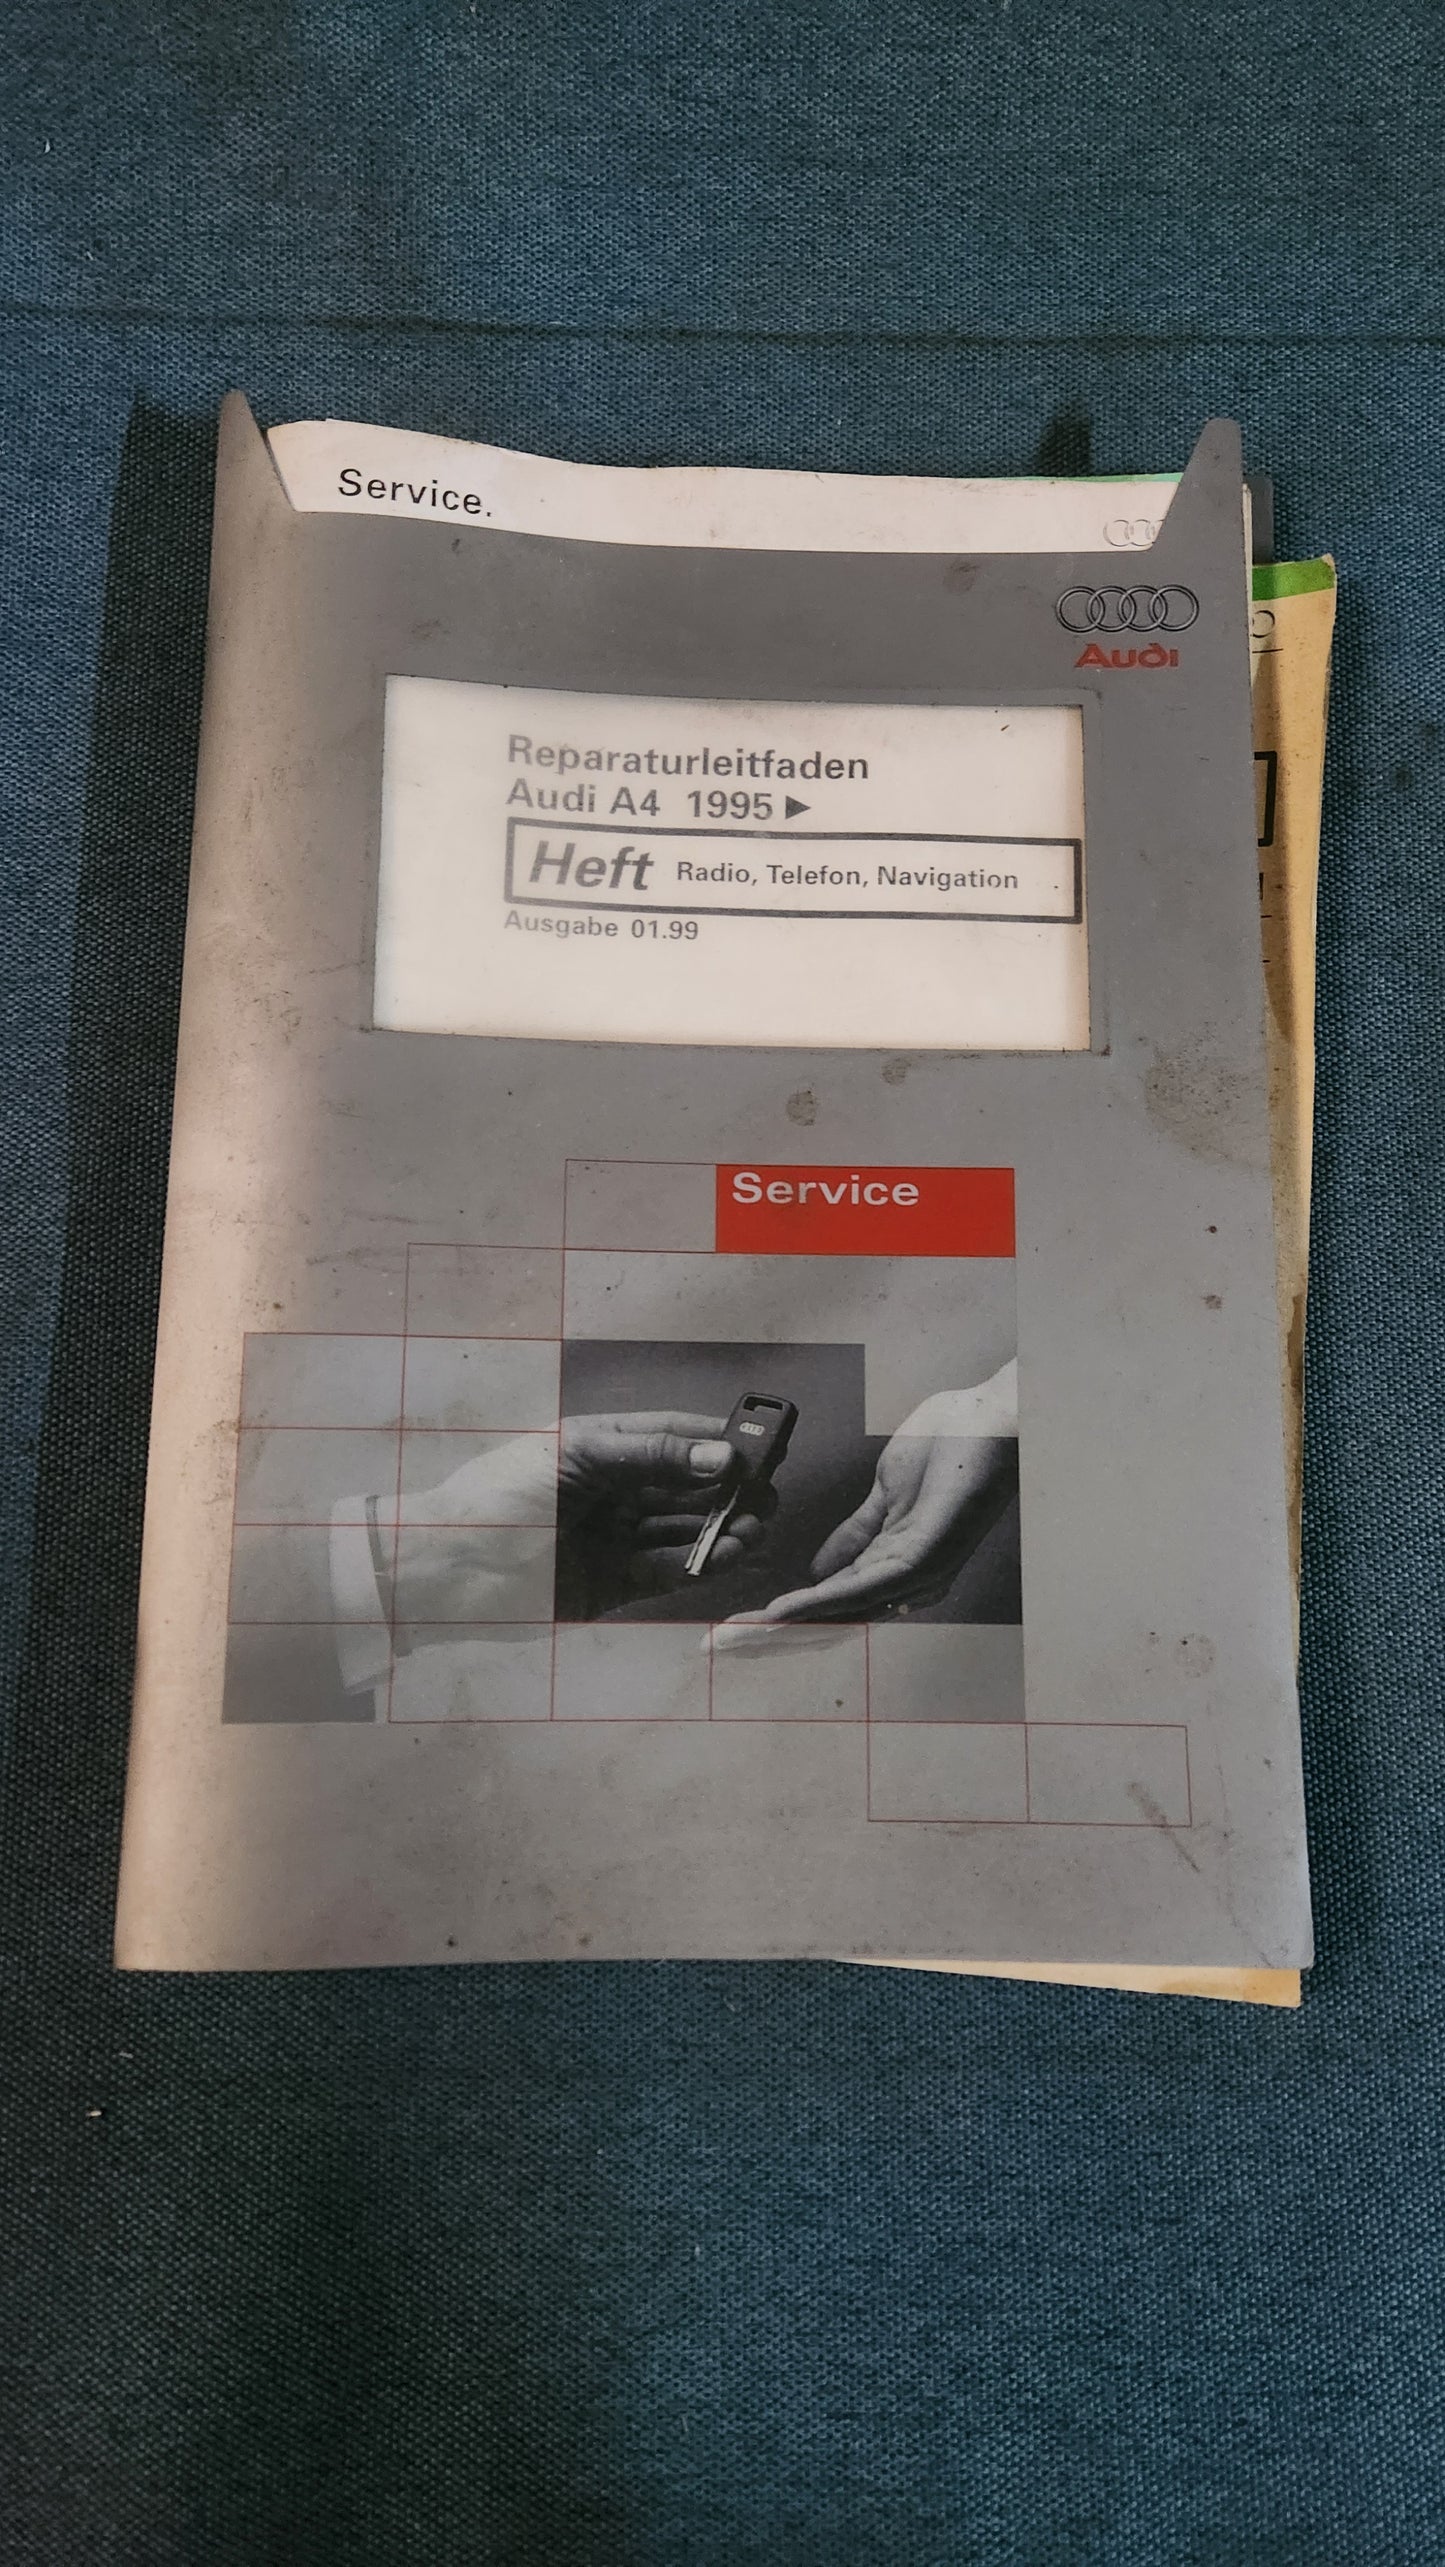 Service.
Audi
Reparaturleitfaden
Audi A4 1995 ▶
Heft Radio, Telefon, Navigation
Ausgabe 01.99
Service